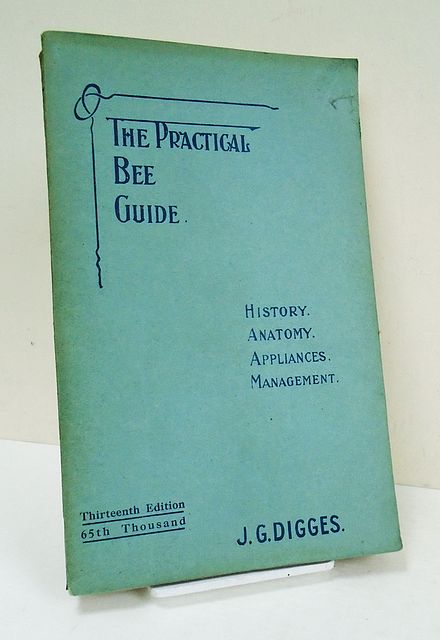 The Practical
Bee
Guide.
History.
Anatomy.
Appliances.
Management.
Thirteenth Edition
65th Thousand
J. G. DIGGES.